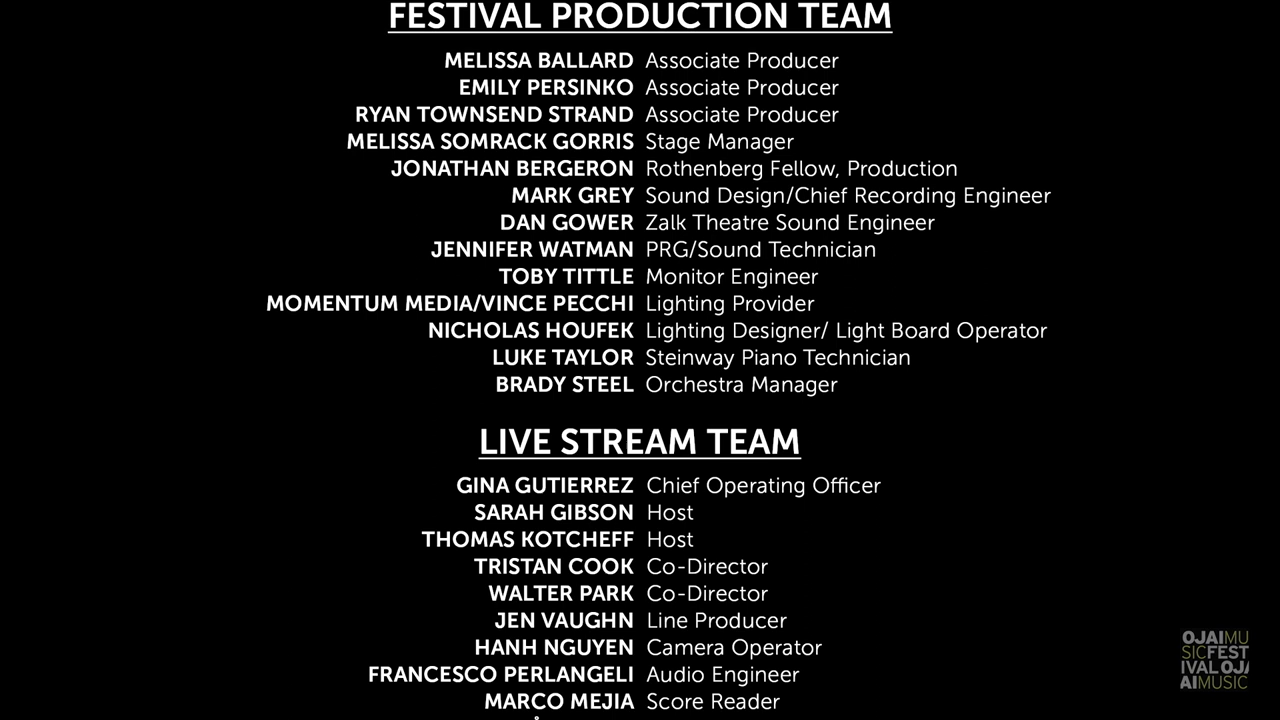 FESTIVAL PRODUCTION TEAM
MELISSA BALLARD Associate Producer
EMILY PERSINKO Associate Producer
RYAN TOWNSEND STRAND Associate Producer
MELISSA SOMRACK GORRIS Stage Manager
JONATHAN BERGERON Rothenberg Fellow, Production
MARK GREY Sound Design/Chief Recording Engineer
DAN GOWER Zalk Theatre Sound Engineer
JENNIFER WATMAN PRG/Sound Technician
TOBY TITTLE Monitor Engineer
MOMENTUM MEDIA/VINCE PECCHI Lighting Provider
NICHOLAS HOUFEK Lighting Designer/ Light Board Operator
LUKE TAYLOR Steinway Piano Technician
BRADY STEEL Orchestra Manager
LIVE STREAM TEAM
GINA GUTIERREZ Chief Operating Officer
SARAH GIBSON Host
THOMAS KOTCHEFF Host
TRISTAN COOK Co-Director
WALTER PARK Co-Director
JEN VAUGHN Line Producer
HANH NGUYEN Camera Operator
FRANCESCO PERLANGELI Audio Engineer
MARCO MEJIA Score Reader
OJAIMU
SICFEST
IVALOJA
AIMUSIC